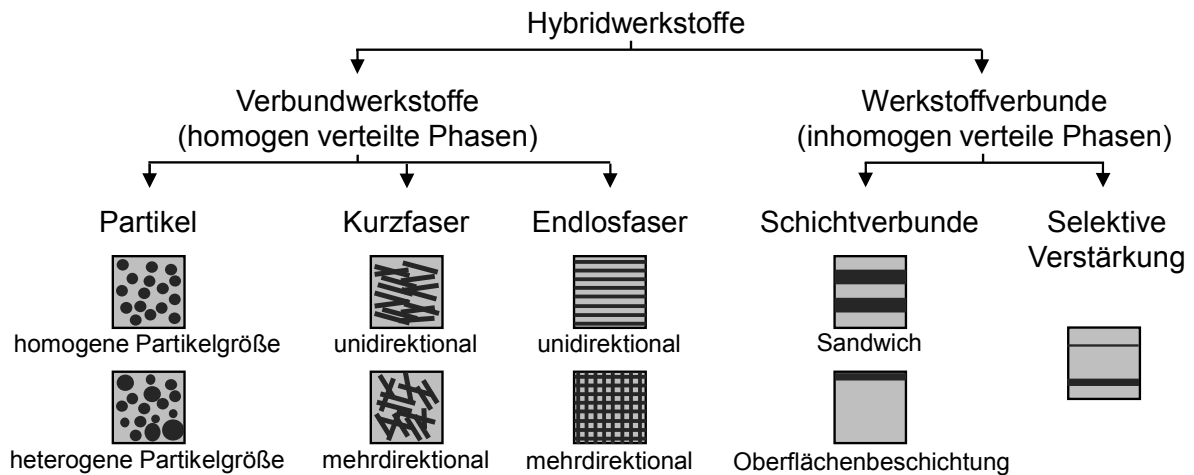 Hybridwerkstoffe
Verbundwerkstoffe
(homogen verteilte Phasen)
Werkstoffverbunde
(inhomogen verteile Phasen)
Partikel
Kurzfaser
Endlosfaser
Schichtverbunde
Selektive
Verstärkung
homogene Partikelgröße
unidirektional
unidirektional
Sandwich
heterogene Partikelgröße
mehrdirektional
mehrdirektional
Oberflächenbeschichtung